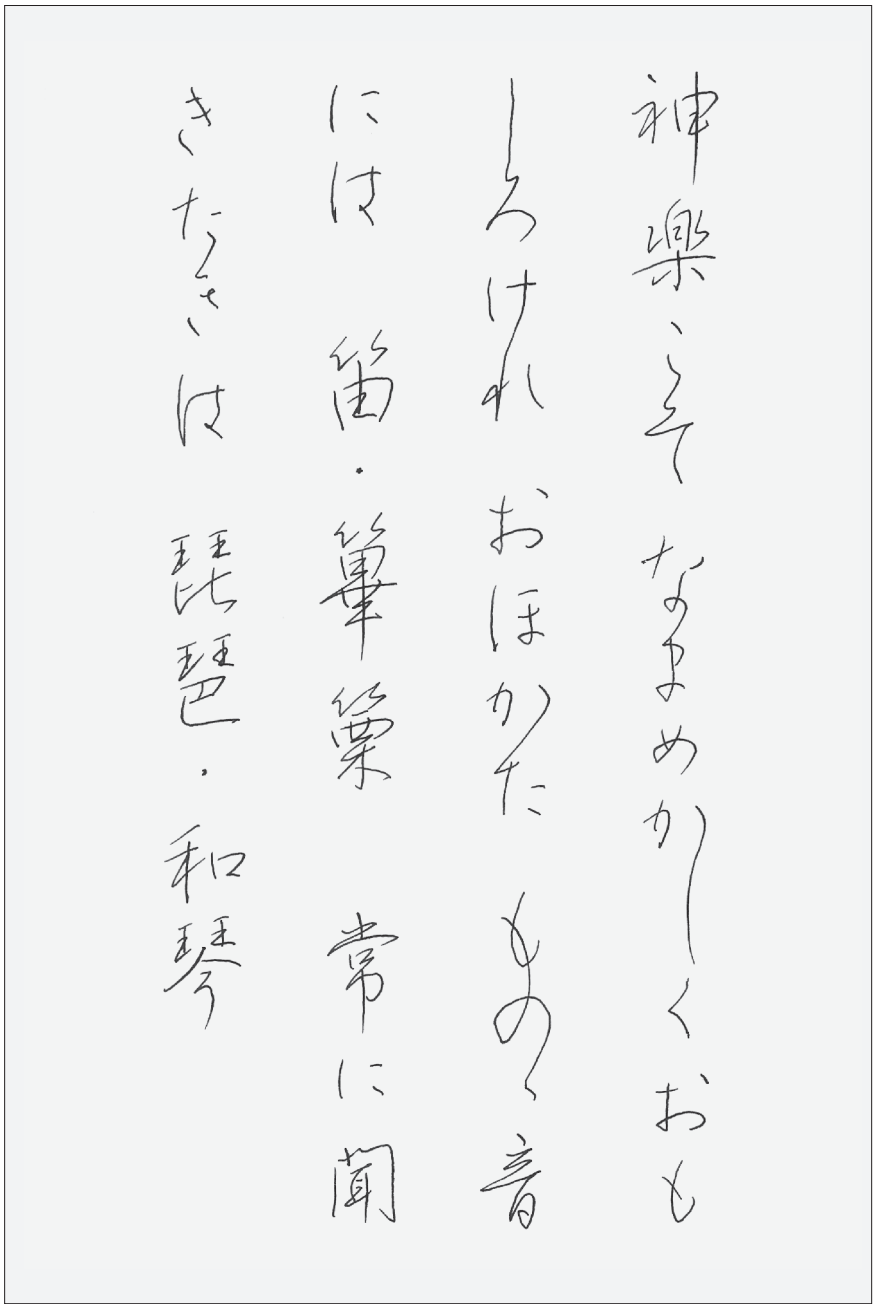 神楽こそ なまめかしくおも
しろけれ おほかた ものゝ音
には 笛・篳篥 常に聞
きたきは 琵琶・和琴